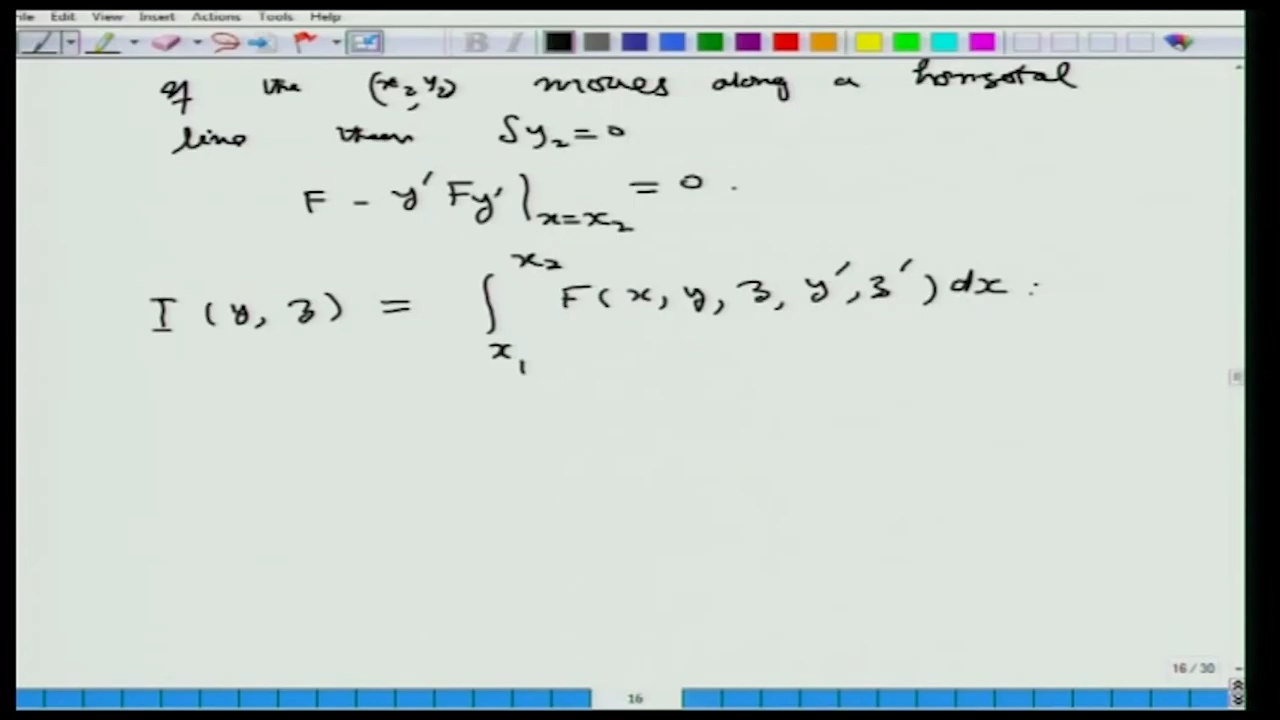 File Edit View Insert Actions Tools Help
B I
If the (x₂, y₂) moves along a horizontal
line then δy₂ = 0
F - y′ Fy′ |ₓ₌ₓ₂ = 0 .
I (y, z) = ∫ₓ₁ˣ² F(x, y, z, y′, z′) dx :
16 / 30
16